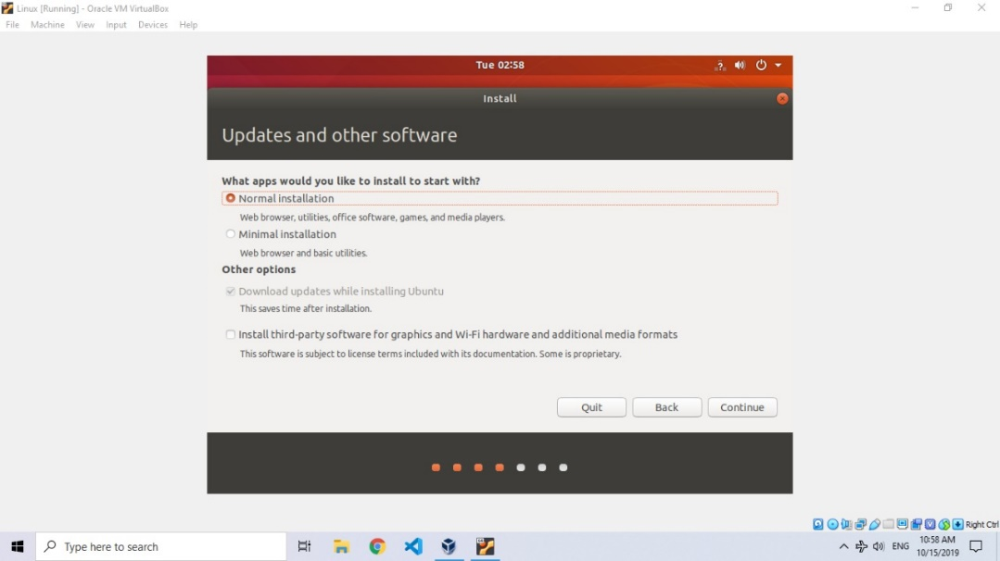 Linux [Running] - Oracle VM VirtualBox
File Machine View Input Devices Help
Tue 02:58
Install
Updates and other software
What apps would you like to install to start with?
Normal installation
Web browser, utilities, office software, games, and media players.
Minimal installation
Web browser and basic utilities.
Other options
Download updates while installing Ubuntu
This saves time after installation.
Install third-party software for graphics and Wi-Fi hardware and additional media formats
This software is subject to license terms included with its documentation. Some is proprietary.
Quit Back Continue
Right Ctrl
Type here to search
ENG
10:58 AM
10/15/2019